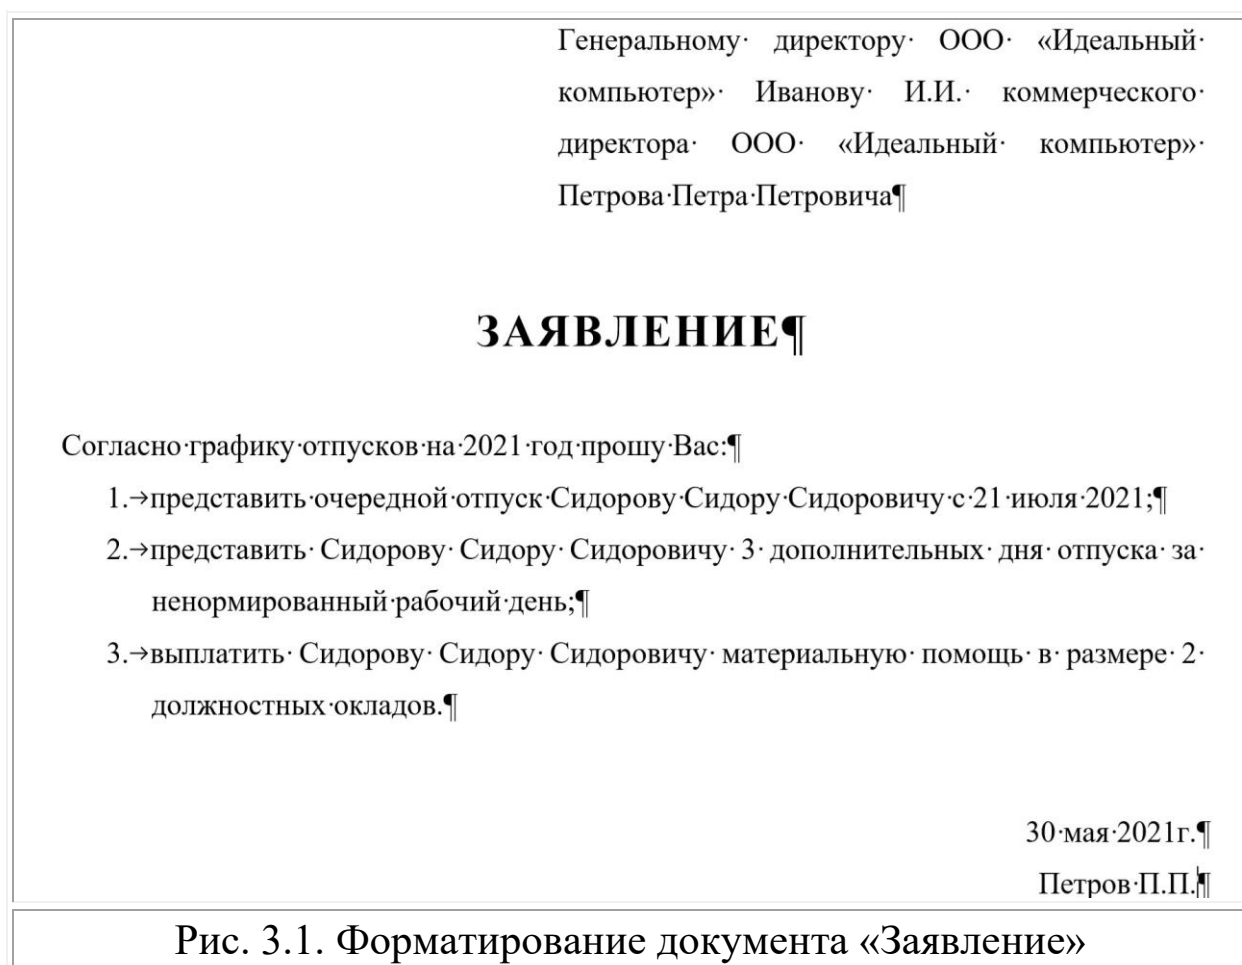 Генеральному директору ООО «Идеальный
компьютер» Иванову И.И. коммерческого
директора ООО «Идеальный компьютер»
Петрова Петра Петровича¶
ЗАЯВЛЕНИЕ¶
Согласно графику отпусков на 2021 год прошу Вас:¶
1.→представить очередной отпуск Сидорову Сидору Сидоровичу с 21 июля 2021;¶
2.→представить Сидорову Сидору Сидоровичу 3 дополнительных дня отпуска за
ненормированный рабочий день;¶
3.→выплатить Сидорову Сидору Сидоровичу материальную помощь в размере 2
должностных окладов.¶
30 мая 2021г.¶
Петров П.П.¶
Рис. 3.1. Форматирование документа «Заявление»